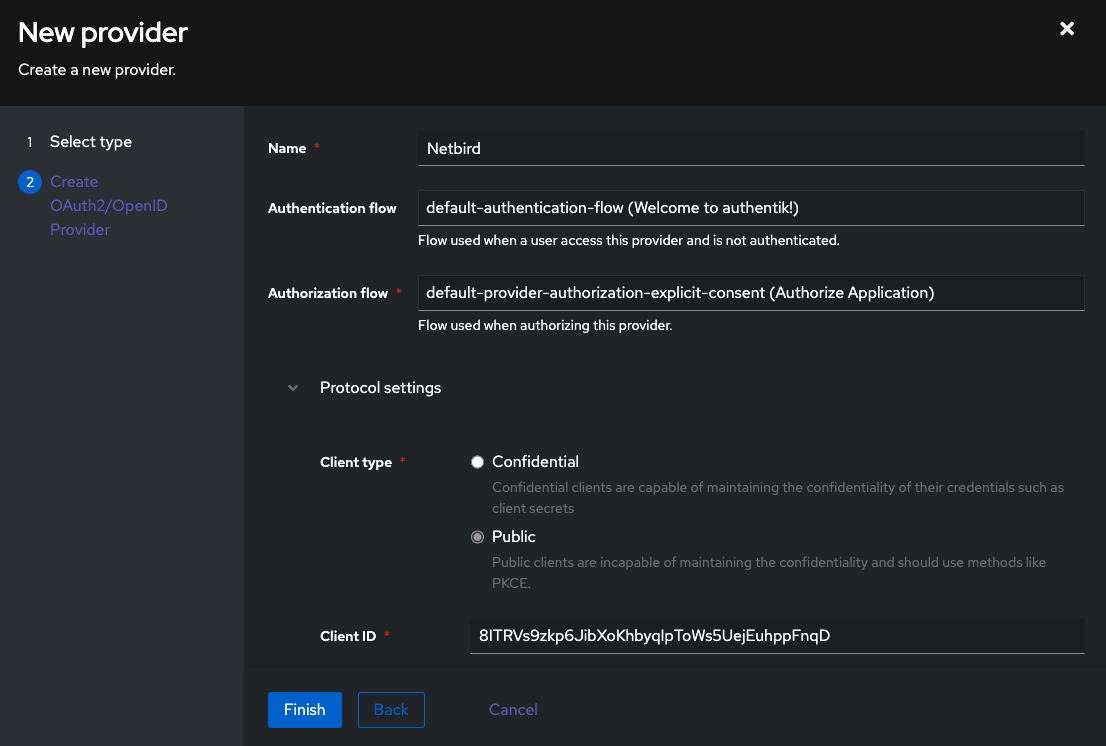 New provider
Create a new provider.
1 Select type
2 Create
OAuth2/OpenID
Provider
Name *
Netbird
Authentication flow
default-authentication-flow (Welcome to authentik!)
Flow used when a user access this provider and is not authenticated.
Authorization flow *
default-provider-authorization-explicit-consent (Authorize Application)
Flow used when authorizing this provider.
Protocol settings
Client type *
Confidential
Confidential clients are capable of maintaining the confidentiality of their credentials such as
client secrets
Public
Public clients are incapable of maintaining the confidentiality and should use methods like
PKCE.
Client ID *
8ITRVs9zkp6JibXoKhbyqIpToWs5UejEuhppFnqD
Finish
Back
Cancel